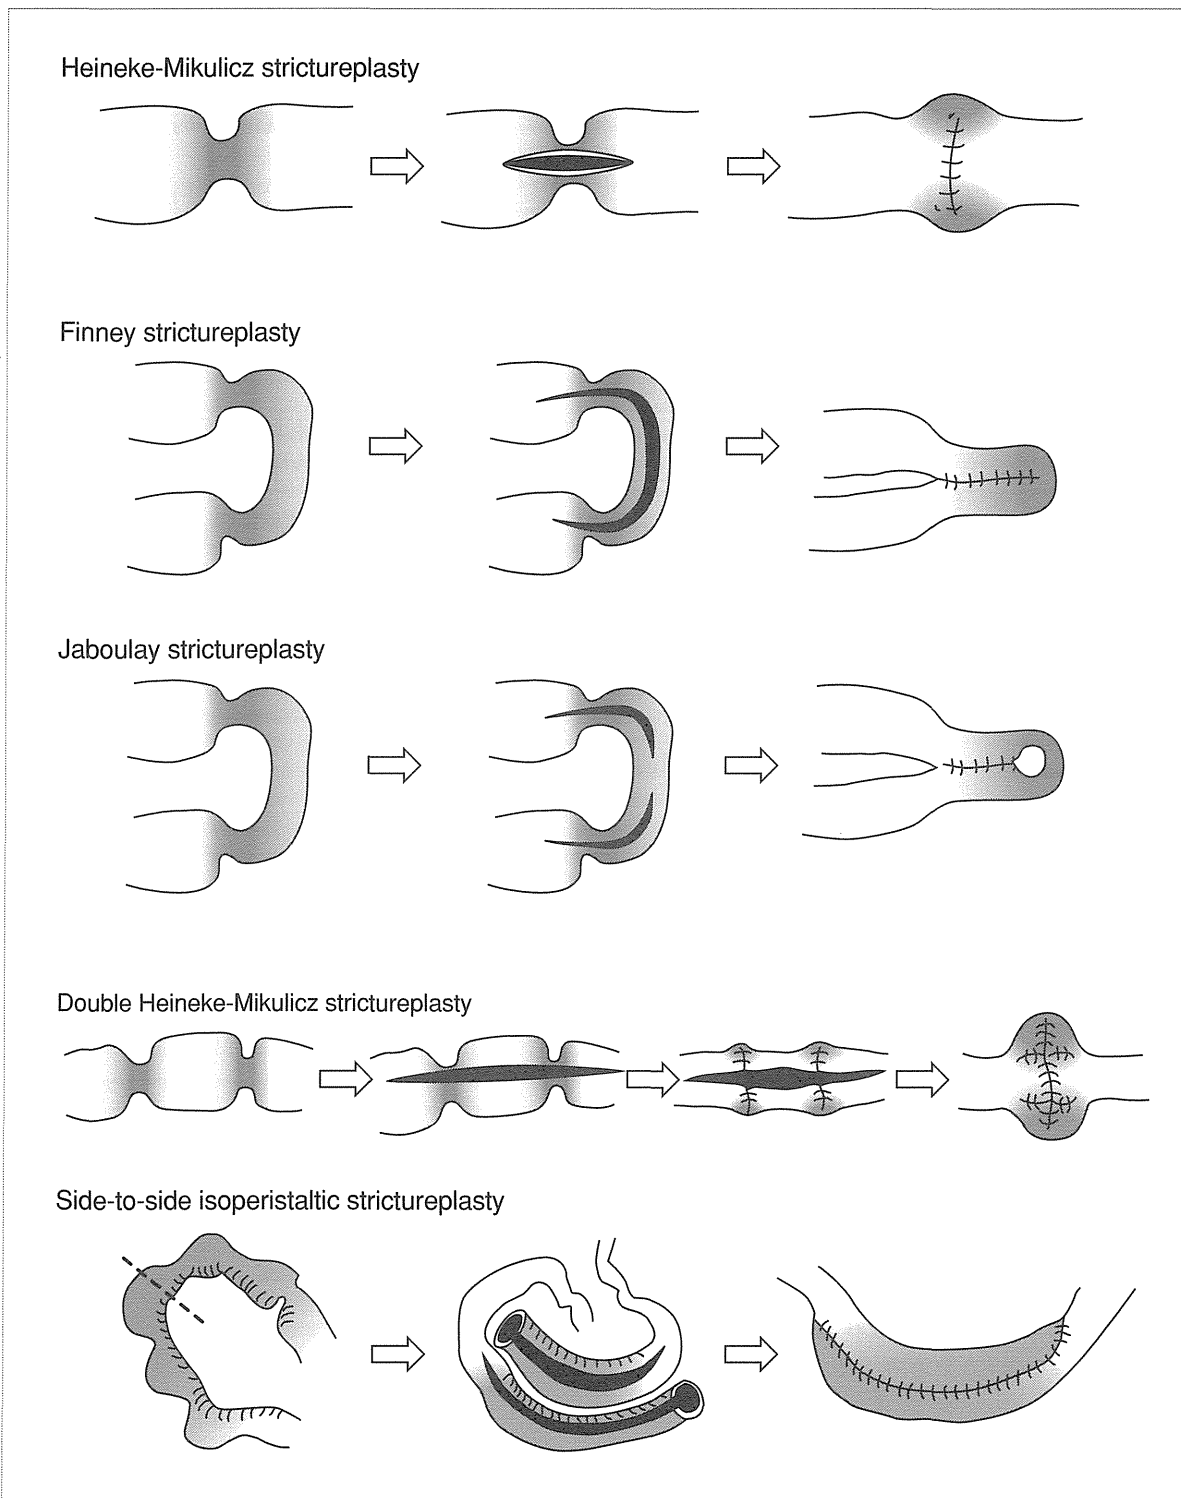 Heineke-Mikulicz strictureplasty
Finney strictureplasty
Jaboulay strictureplasty
Double Heineke-Mikulicz strictureplasty
Side-to-side isoperistaltic strictureplasty